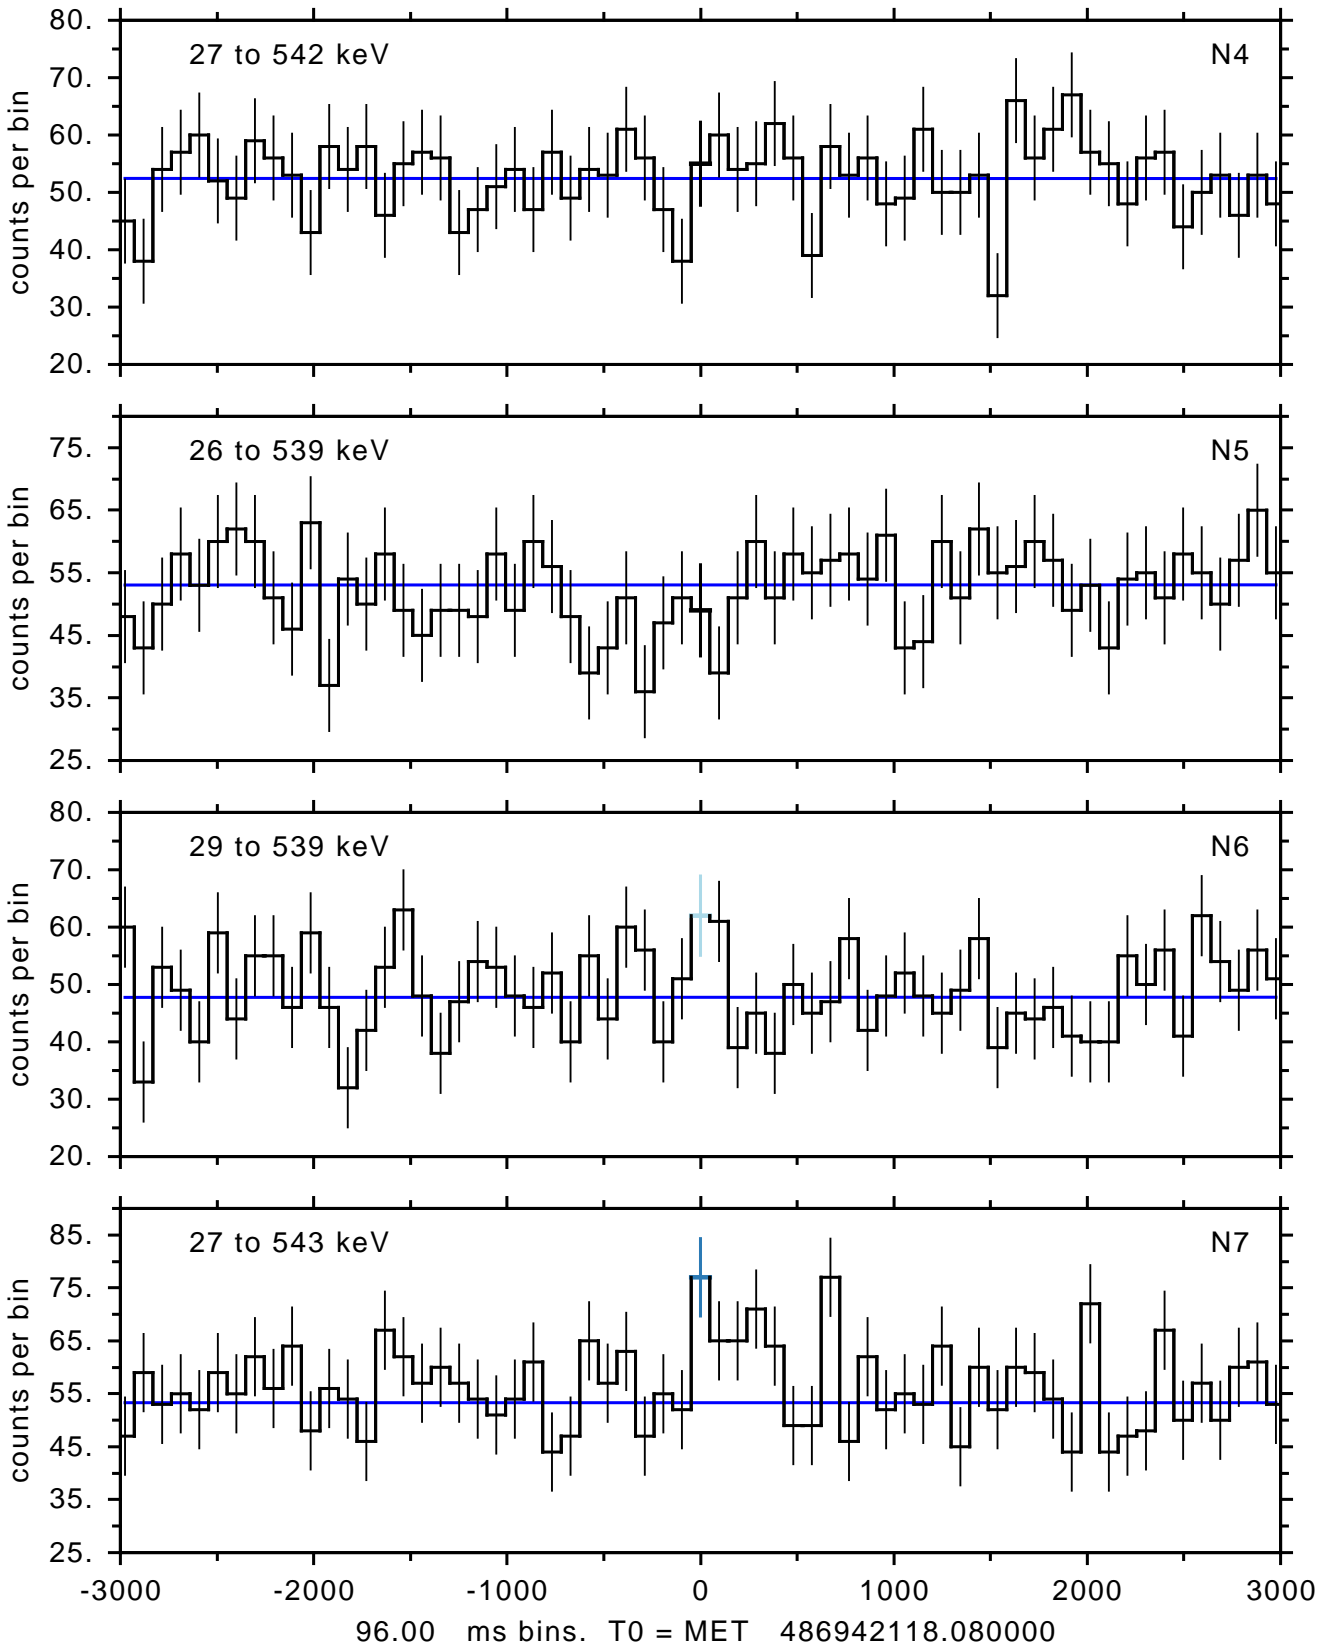 80.
27 to 542 keV N4
70.
60.
50.
40.
30.
20.
counts per bin
75.
26 to 539 keV N5
65.
55.
45.
35.
25.
counts per bin
80.
29 to 539 keV N6
70.
60.
50.
40.
30.
20.
counts per bin
85.
27 to 543 keV N7
75.
65.
55.
45.
35.
25.
counts per bin
-3000 -2000 -1000 0 1000 2000 3000
96.00 ms bins. T0 = MET 486942118.080000